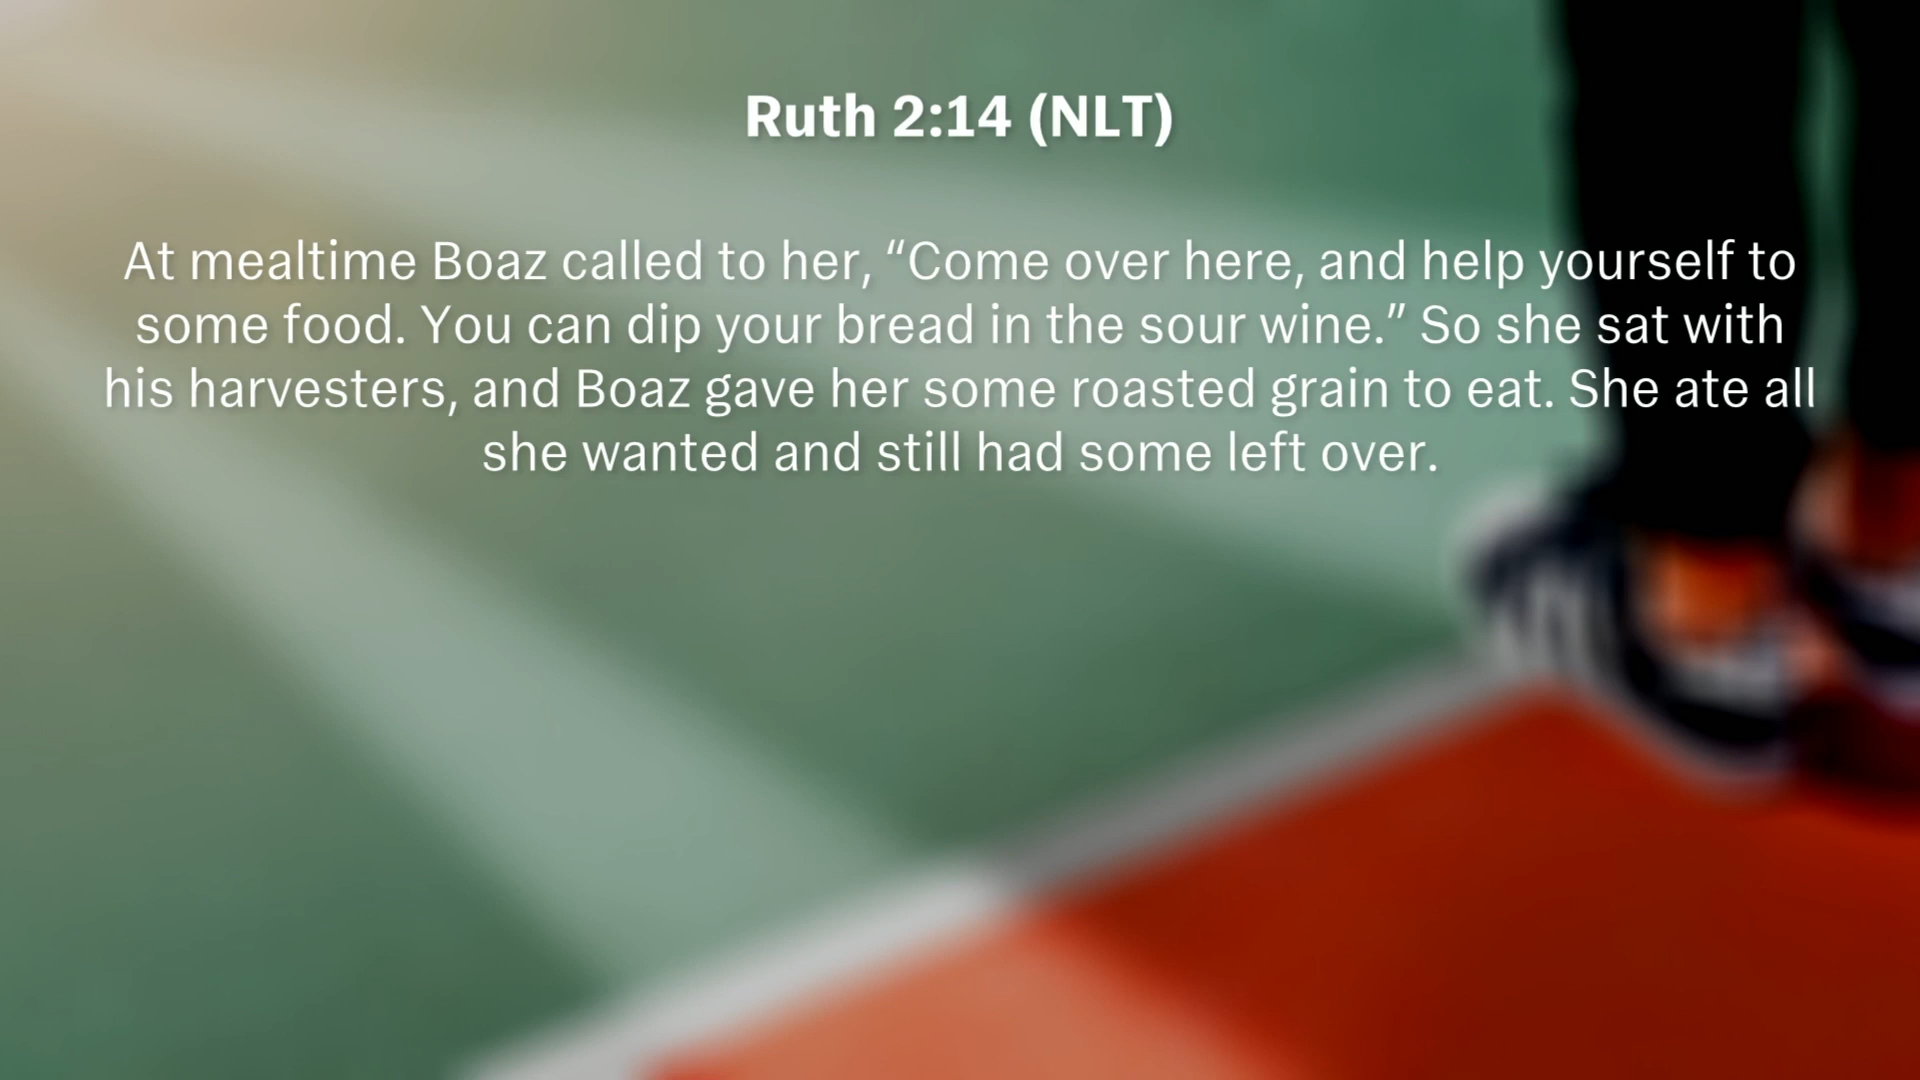 Ruth 2:14 (NLT)
At mealtime Boaz called to her, “Come over here, and help yourself to
some food. You can dip your bread in the sour wine.” So she sat with
his harvesters, and Boaz gave her some roasted grain to eat. She ate all
she wanted and still had some left over.